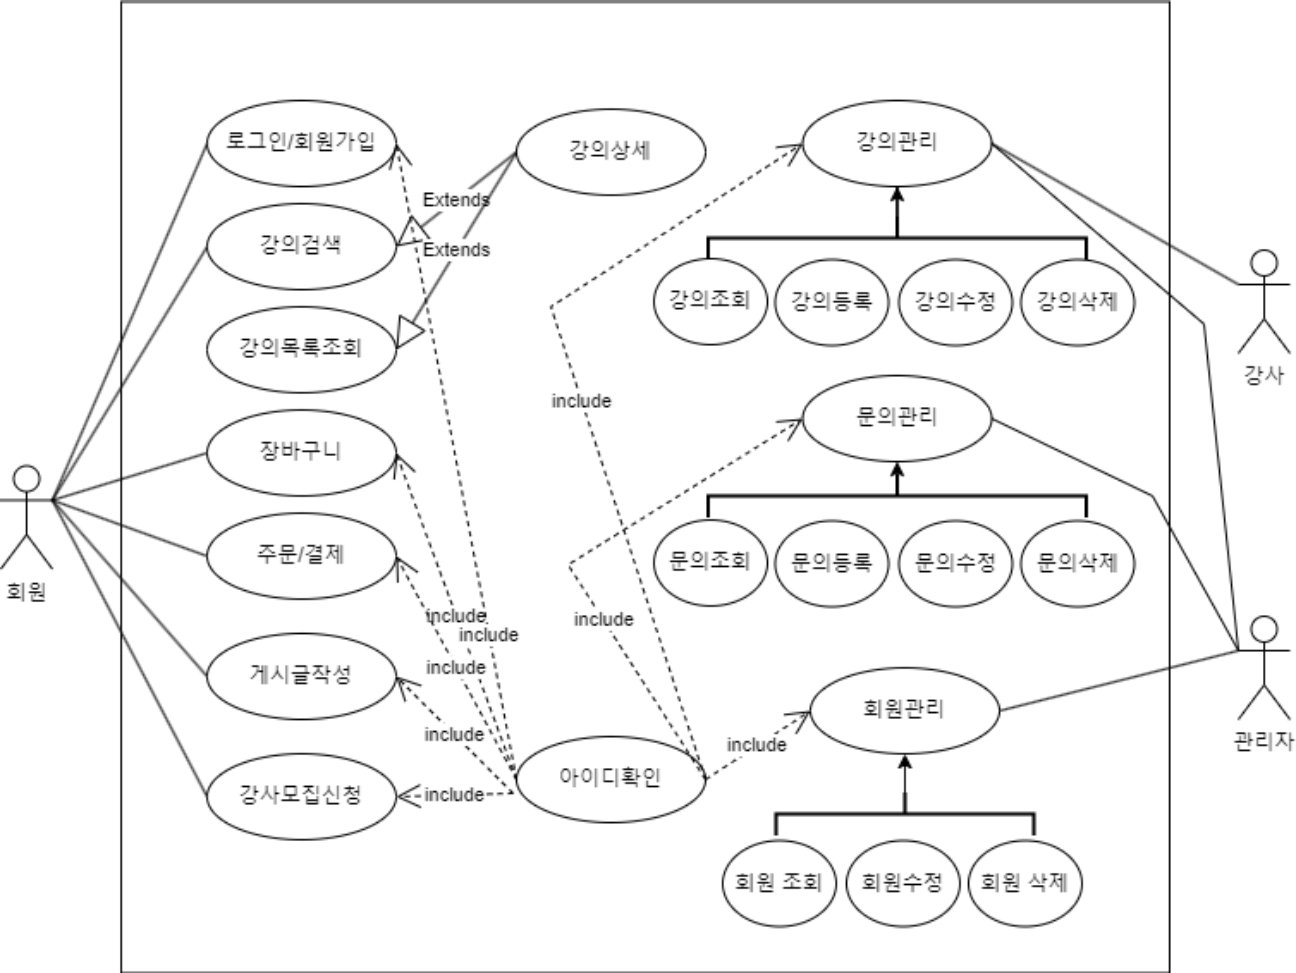 로그인/회원가입
강의상세
강의관리
Extends
강의검색
Extends
강의조회
강의등록
강의수정
강의삭제
강의목록조회
강사
include
문의관리
장바구니
주문/결제
문의조회
문의등록
문의수정
문의삭제
회원
include
include
include
include
게시글작성
회원관리
include
include
관리자
아이디확인
강사모집신청
include
회원 조회
회원수정
회원 삭제